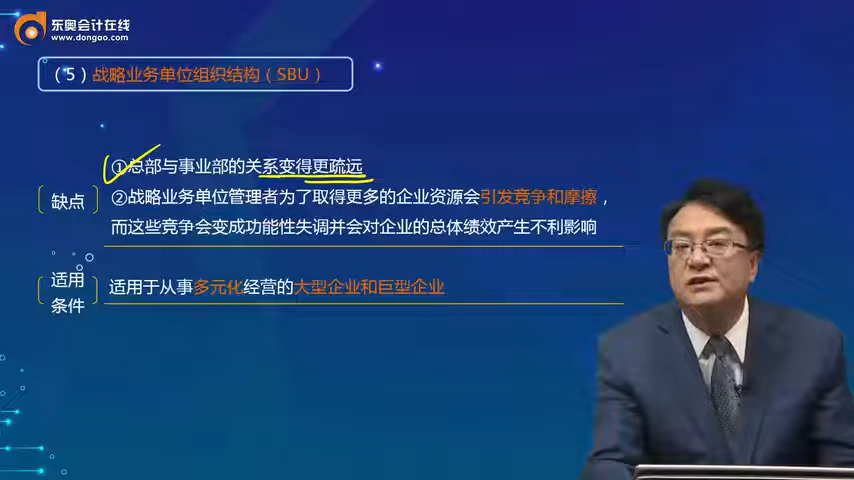 东奥会计在线
www.dongao.com
（5）战略业务单位组织结构（SBU）
①总部与事业部的关系变得更疏远
缺点
②战略业务单位管理者为了取得更多的企业资源会引发竞争和摩擦，
而这些竞争会变成功能性失调并会对企业的总体绩效产生不利影响
适用
条件
适用于从事多元化经营的大型企业和巨型企业